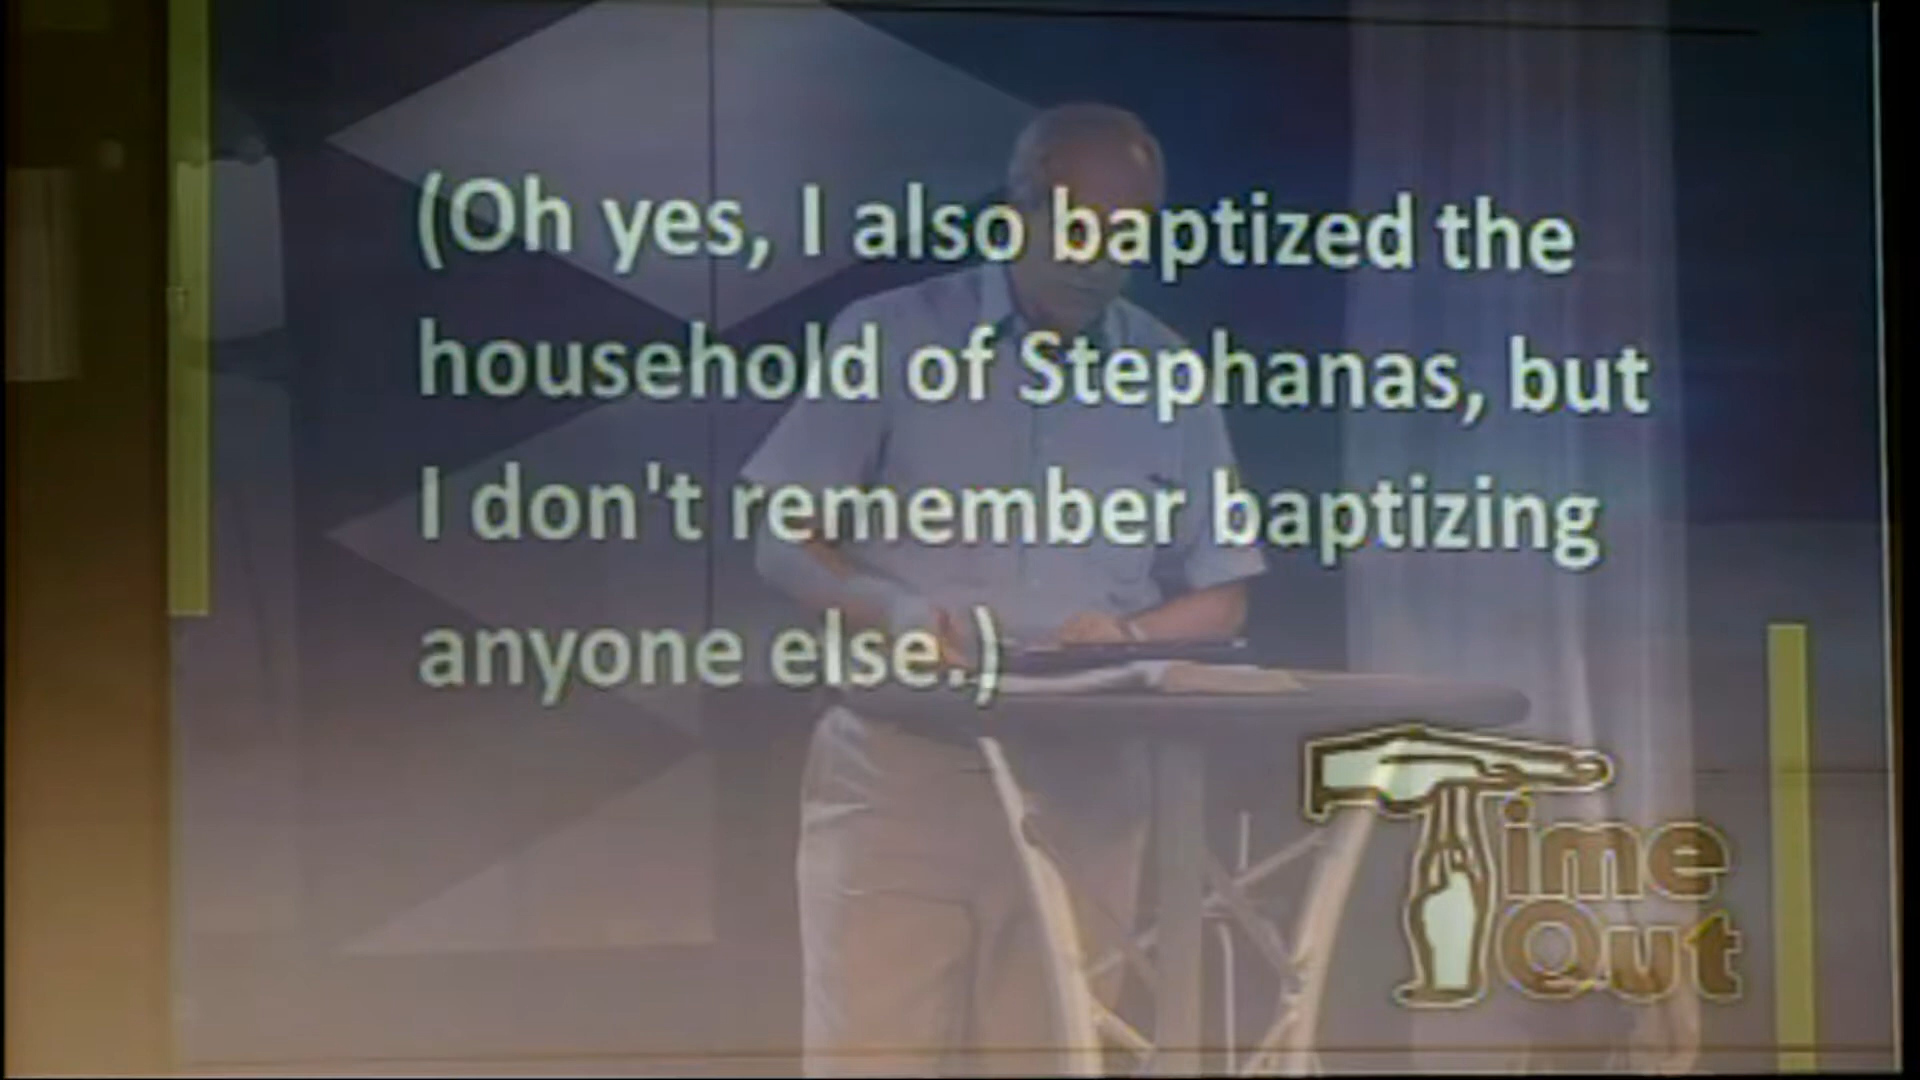 (Oh yes, I also baptized the
household of Stephanas, but
I don't remember baptizing
anyone else.)
Time
Out